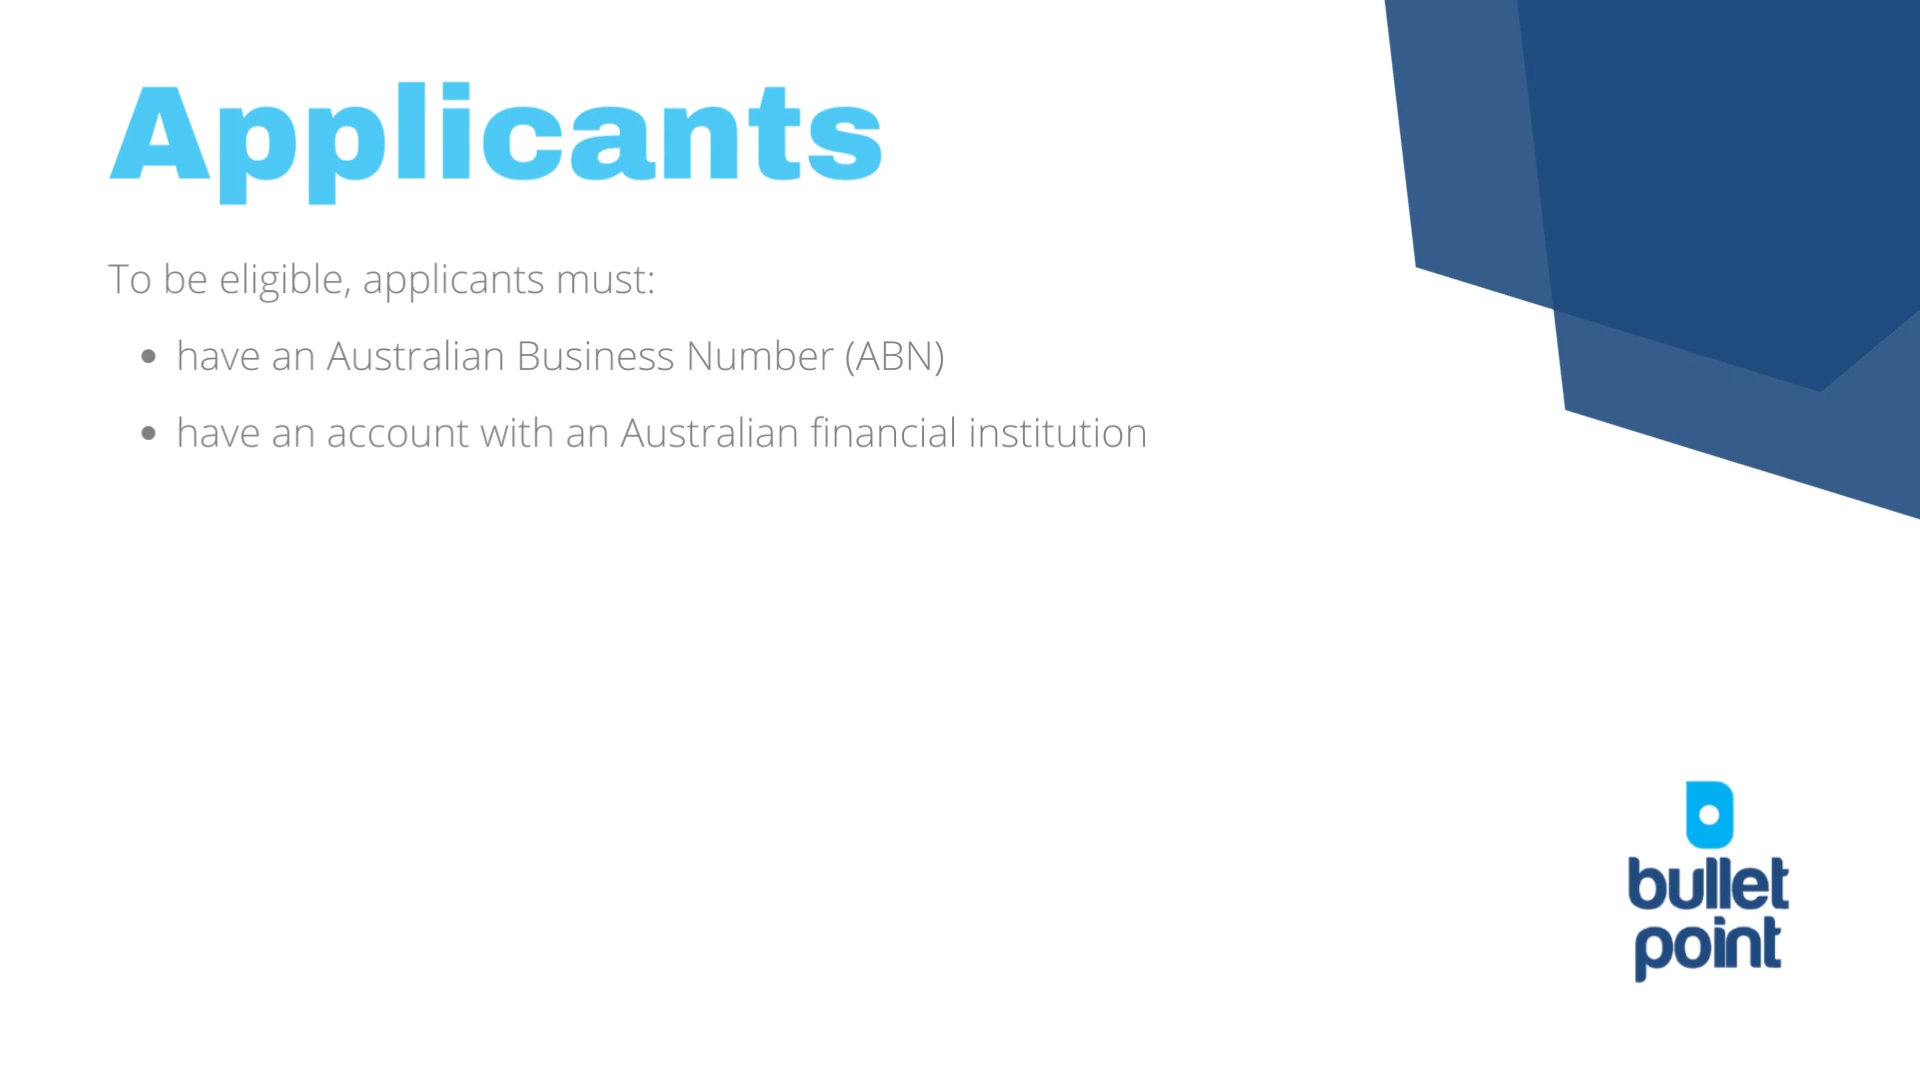 Applicants
To be eligible, applicants must:
• have an Australian Business Number (ABN)
• have an account with an Australian financial institution
bullet
point